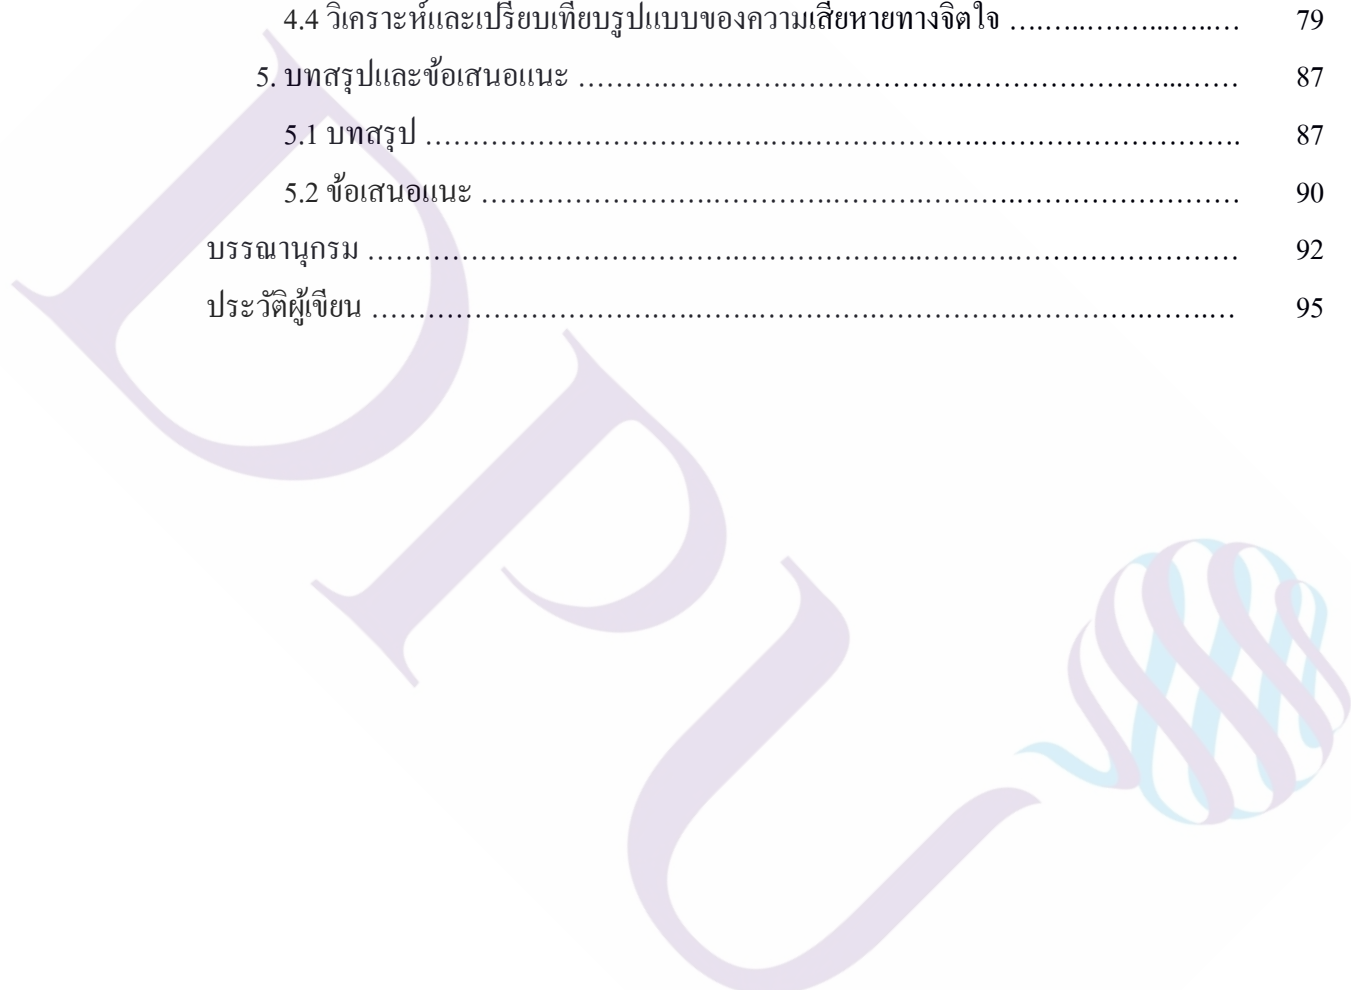 4.4 วิเคราะห์และเปรียบเทียบรูปแบบของความเสียหายทางจิตใจ ………………………… 79
5. บทสรุปและข้อเสนอแนะ ………………………………………………………………… 87
5.1 บทสรุป ……………………………………………………………………………… 87
5.2 ข้อเสนอแนะ ………………………………………………………………………… 90
บรรณานุกรม …………………………………………………………………………………… 92
ประวัติผู้เขียน …………………………………………………………………………………… 95
DPU